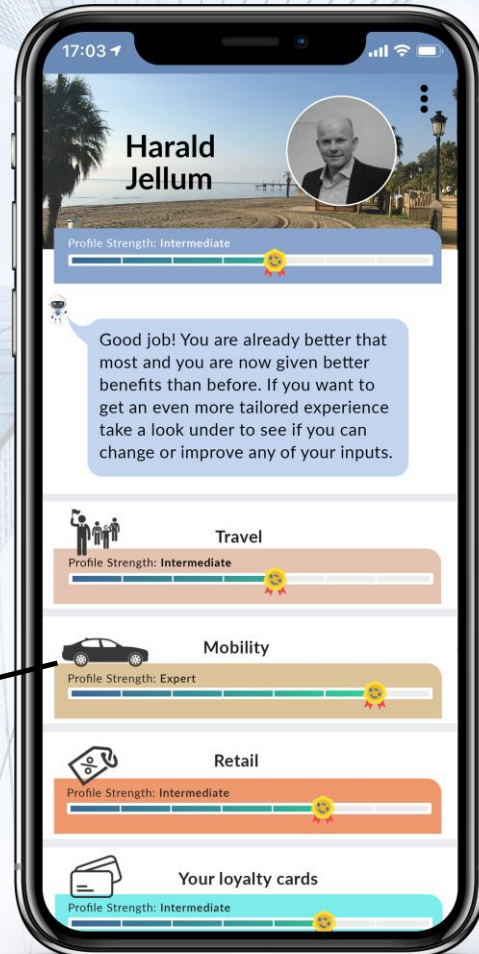 17:03
Harald
Jellum
Profile Strength: Intermediate
Good job! You are already better that
most and you are now given better
benefits than before. If you want to
get an even more tailored experience
take a look under to see if you can
change or improve any of your inputs.
Travel
Profile Strength: Intermediate
Mobility
Profile Strength: Expert
%
Retail
Profile Strength: Intermediate
Your loyalty cards
Profile Strength: Intermediate